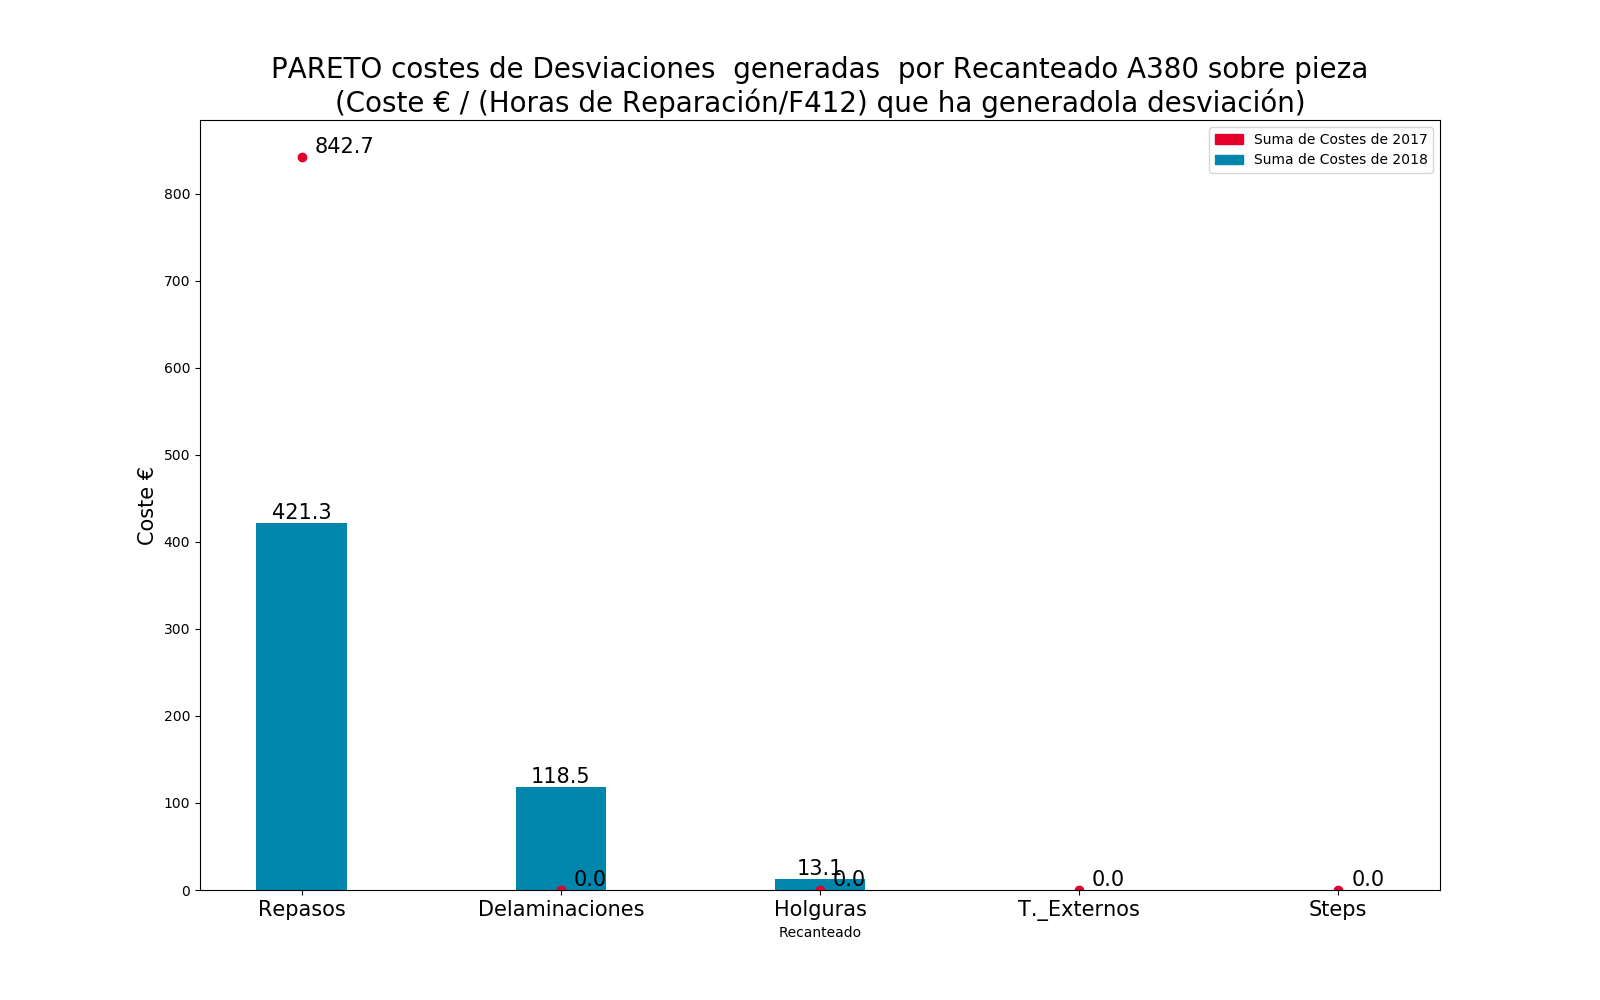 PARETO costes de Desviaciones  generadas  por Recanteado A380 sobre pieza
(Coste € / (Horas de Reparación/F412) que ha generadola desviación)
Suma de Costes de 2017
Suma de Costes de 2018
842.7
800
700
600
500
421.3
400
300
200
118.5
100
13.1
0.0
0.0
0.0
0.0
0
Coste €
Repasos
Delaminaciones
Holguras
T._Externos
Steps
Recanteado